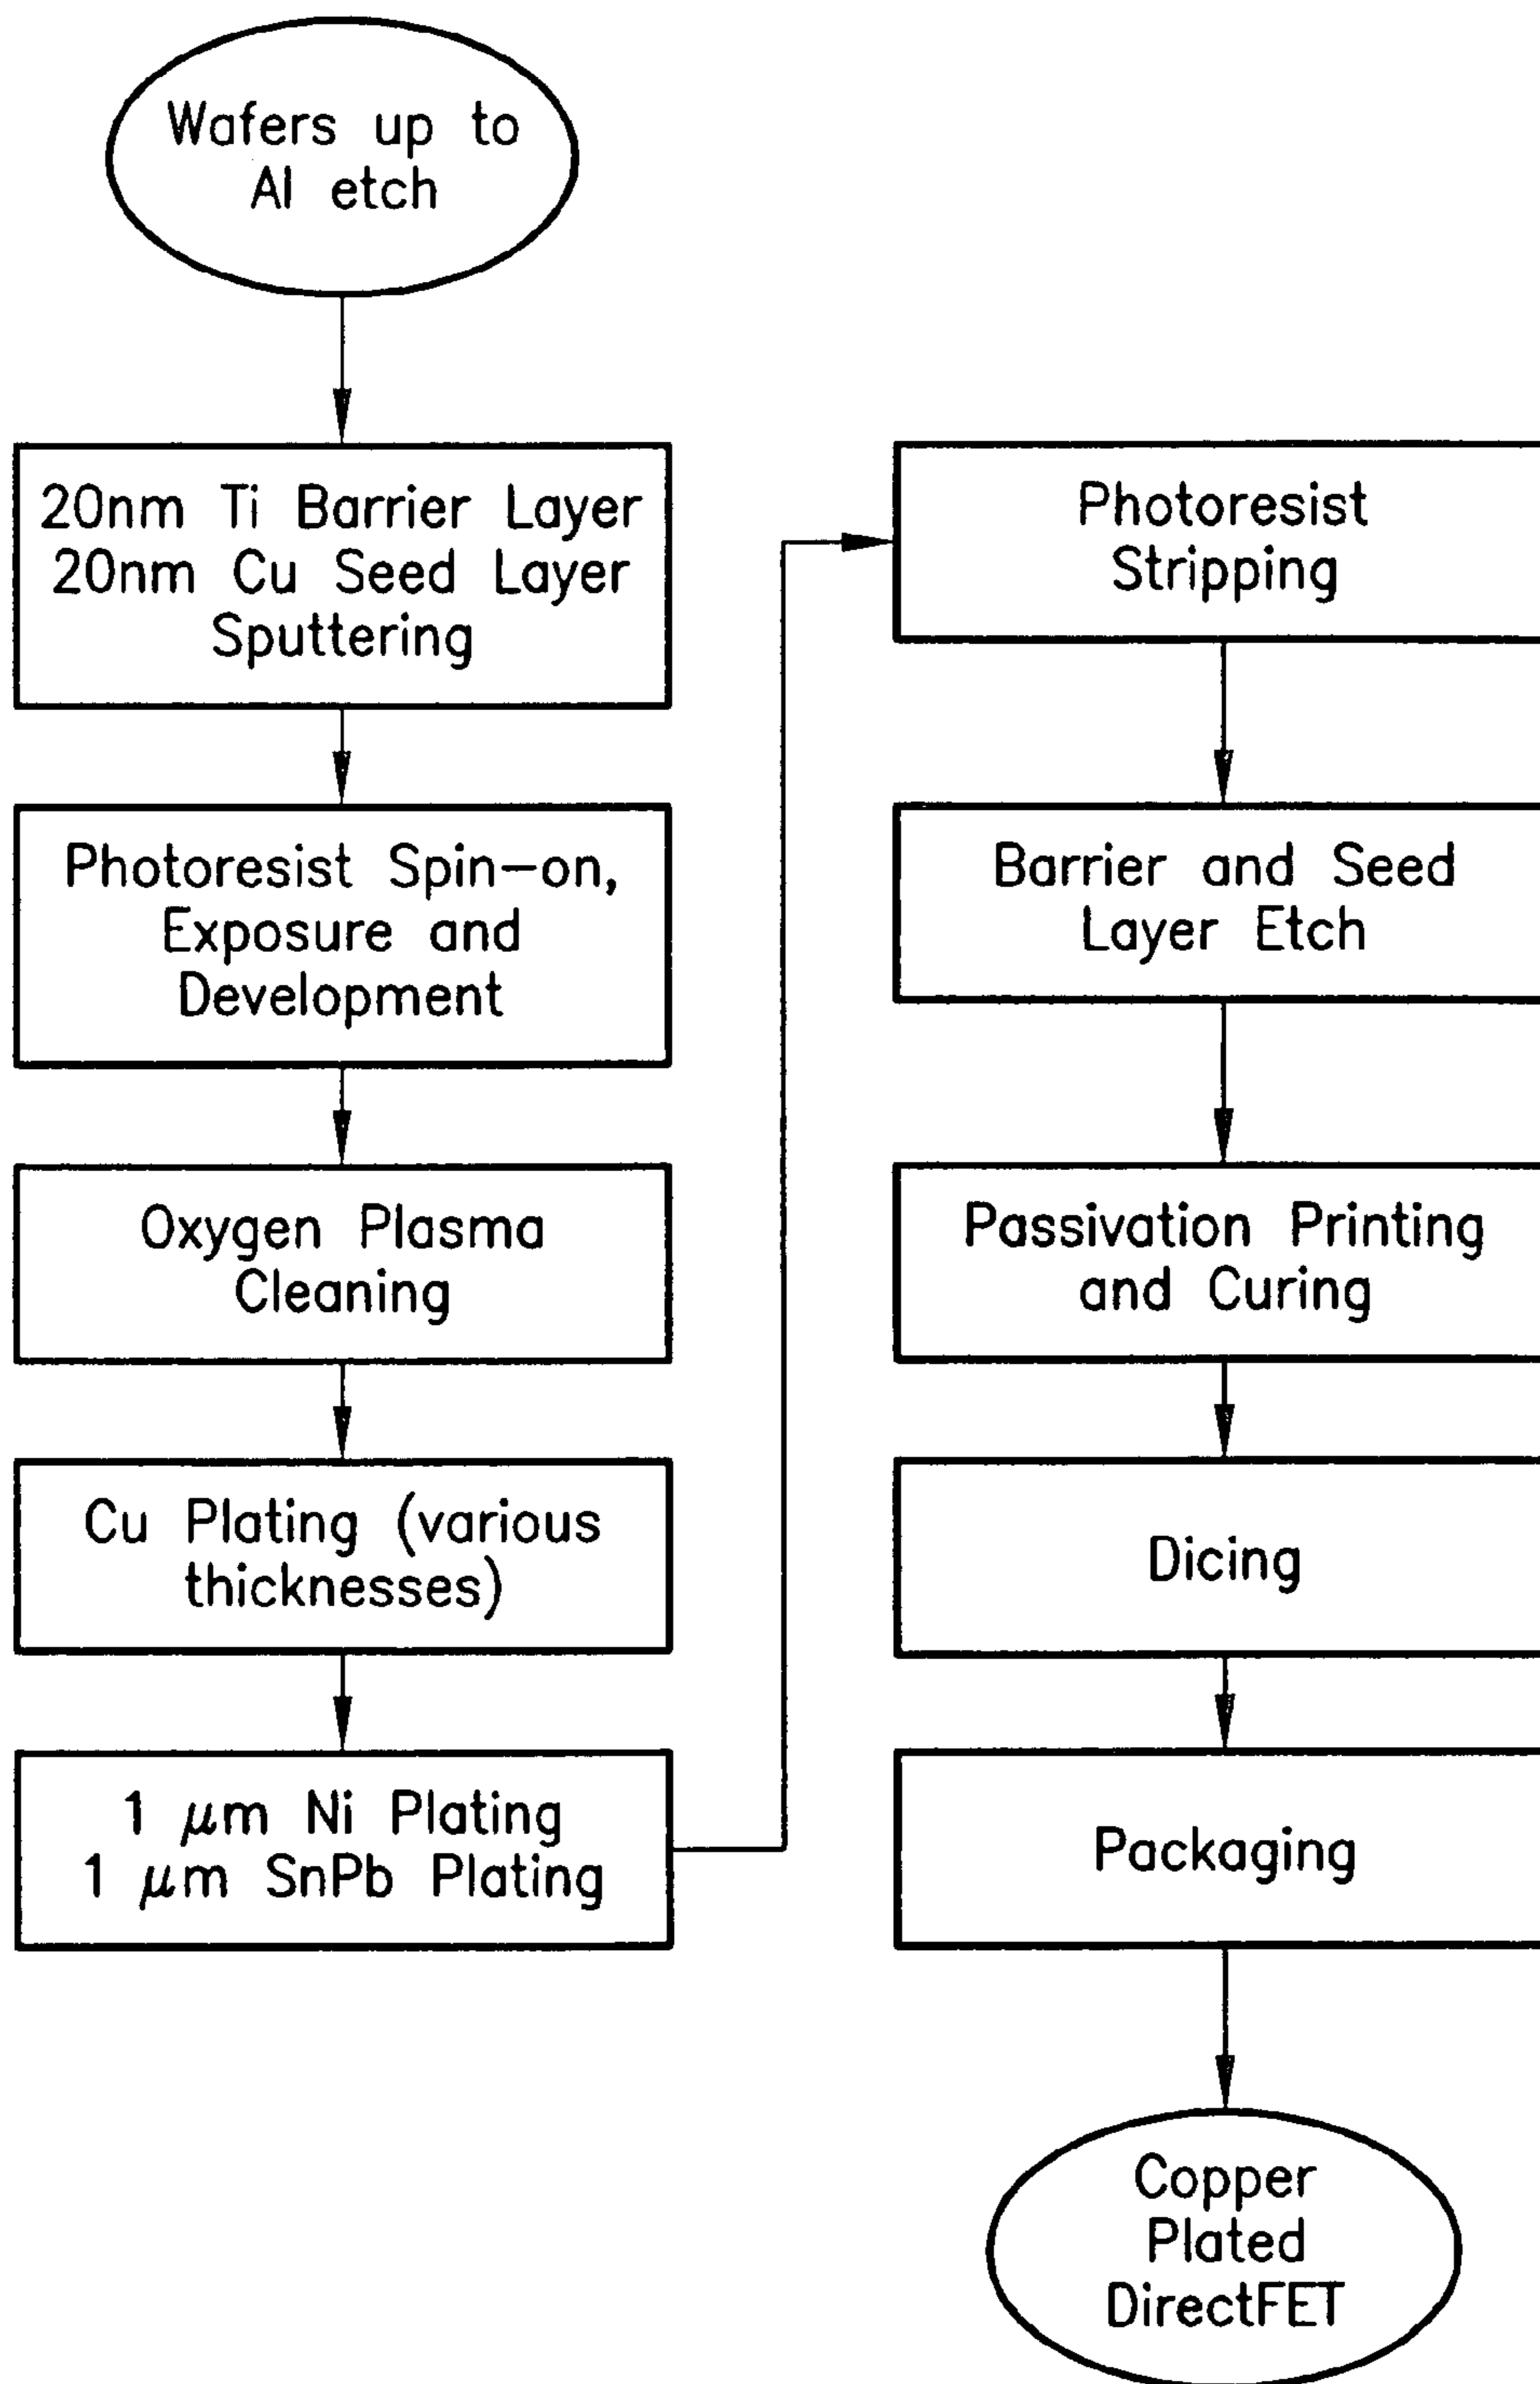 Wafers up to
Al etch
20nm Ti Barrier Layer
20nm Cu Seed Layer
Sputtering
Photoresist Spin-on,
Exposure and
Development
Oxygen Plasma
Cleaning
Cu Plating (various
thicknesses)
1 μm Ni Plating
1 μm SnPb Plating
Photoresist
Stripping
Barrier and Seed
Layer Etch
Passivation Printing
and Curing
Dicing
Packaging
Copper
Plated
DirectFET